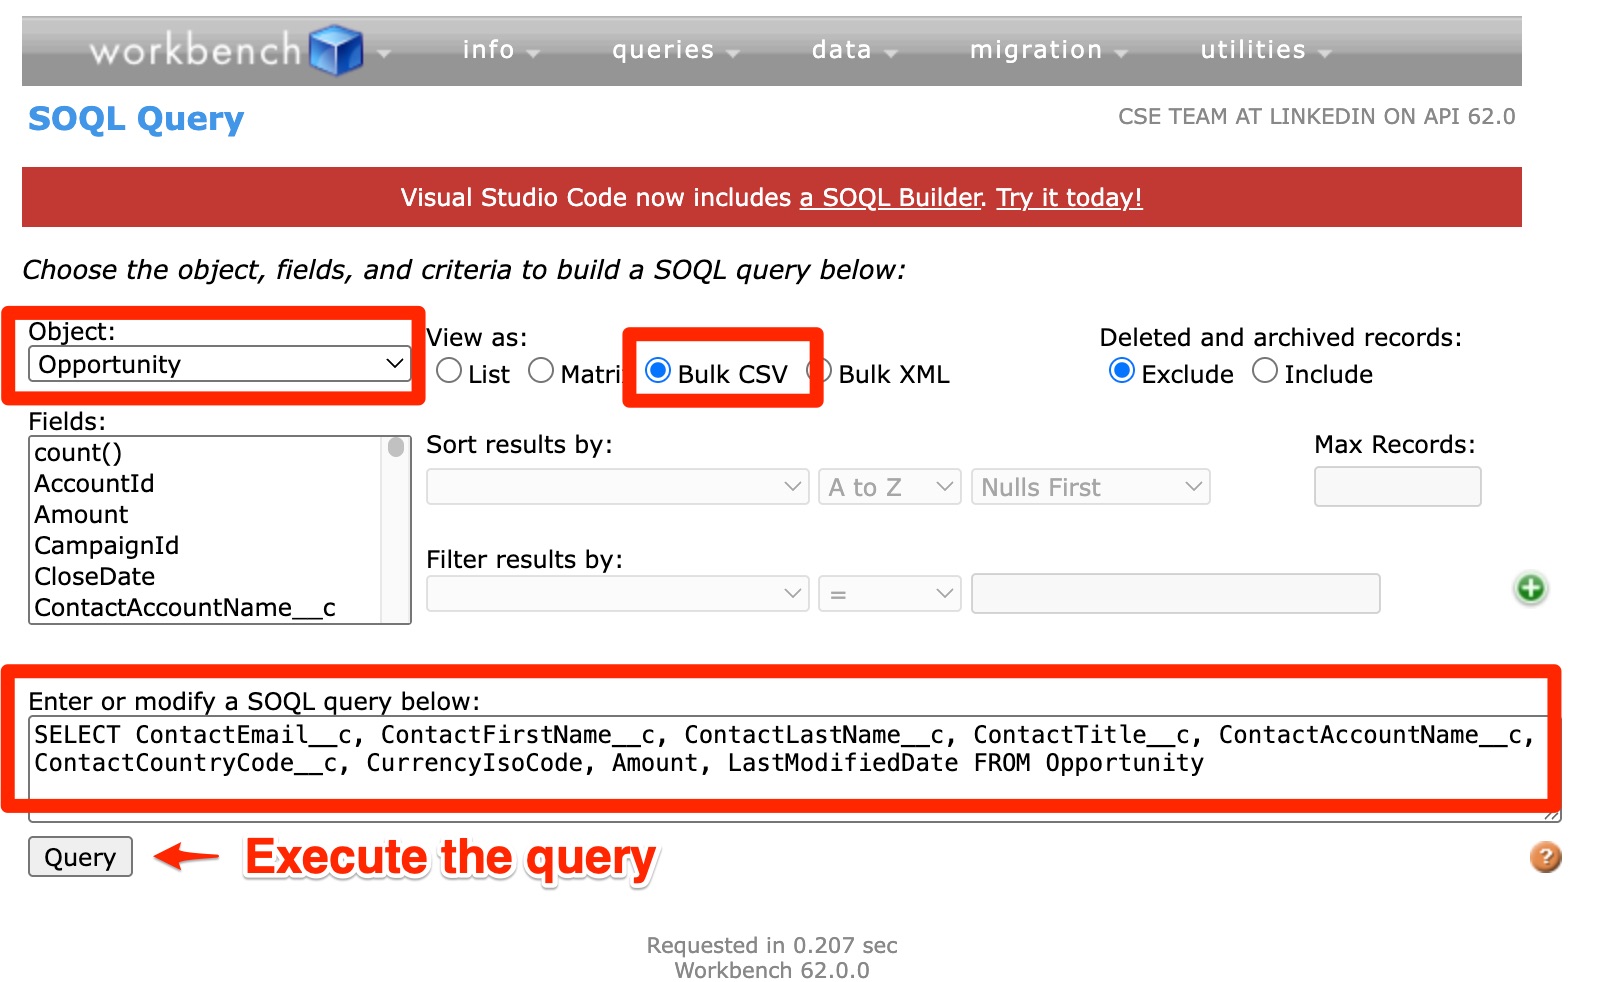 workbench info queries data migration utilities
SOQL Query
CSE TEAM AT LINKEDIN ON API 62.0
Visual Studio Code now includes a SOQL Builder. Try it today!
Choose the object, fields, and criteria to build a SOQL query below:
Object:
Opportunity
View as:
List Matri Bulk CSV Bulk XML
Deleted and archived records:
Exclude Include
Fields:
count()
AccountId
Amount
CampaignId
CloseDate
ContactAccountName__c
Sort results by:
A to Z Nulls First
Max Records:
Filter results by:
=
Enter or modify a SOQL query below:
SELECT ContactEmail__c, ContactFirstName__c, ContactLastName__c, ContactTitle__c, ContactAccountName__c,
ContactCountryCode__c, CurrencyIsoCode, Amount, LastModifiedDate FROM Opportunity
Query
Execute the query
?
Requested in 0.207 sec
Workbench 62.0.0